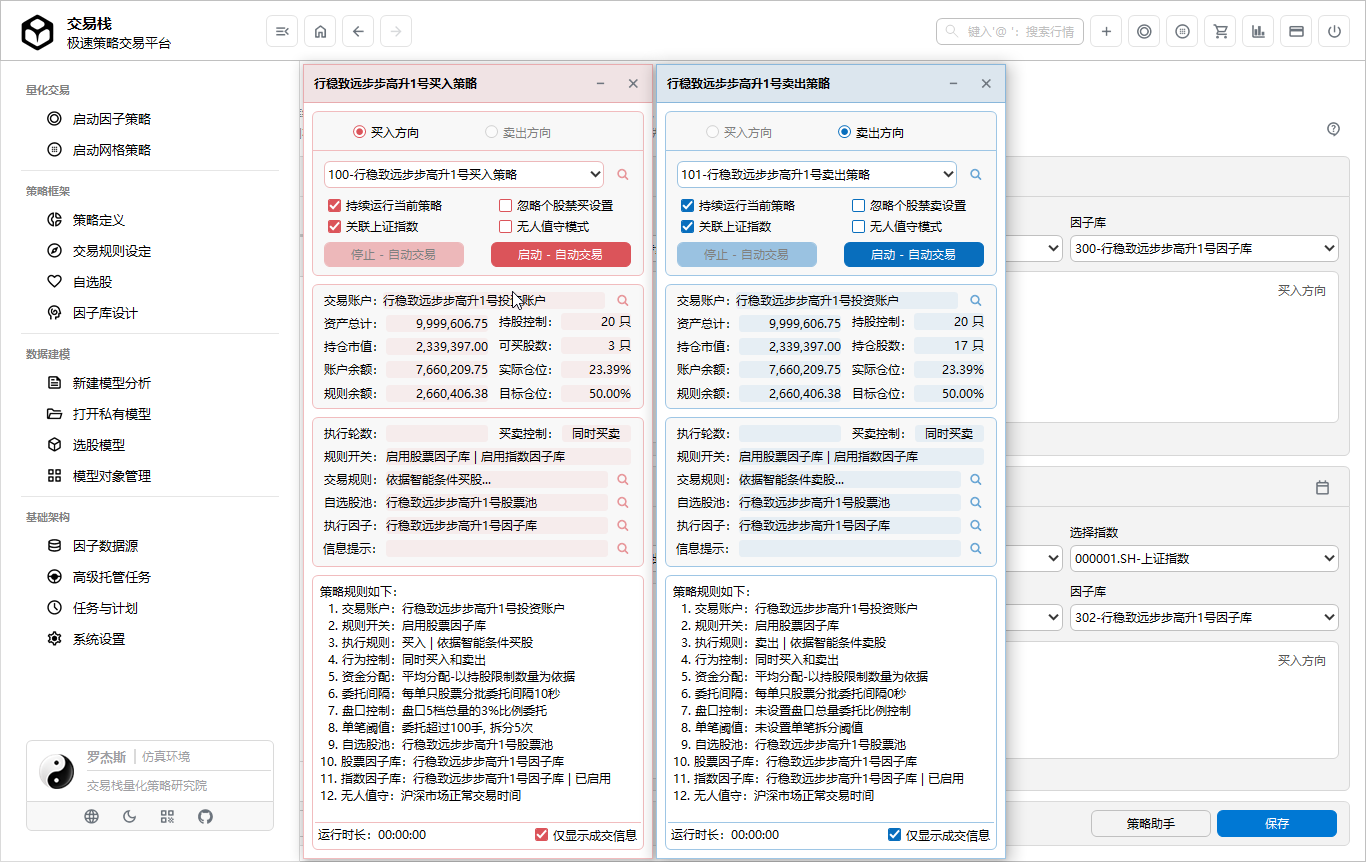 交易栈
极速策略交易平台
键入'@ '：搜索行情
量化交易
启动因子策略
启动网格策略
策略框架
策略定义
交易规则设定
自选股
因子库设计
数据建模
新建模型分析
打开私有模型
选股模型
模型对象管理
基础架构
因子数据源
高级托管任务
任务与计划
系统设置
罗杰斯 | 仿真环境
交易栈量化策略研究院
行稳致远步步高升1号买入策略
买入方向 卖出方向
100-行稳致远步步高升1号买入策略
持续运行当前策略 忽略个股禁买设置
关联上证指数 无人值守模式
停止 - 自动交易 启动 - 自动交易
交易账户: 行稳致远步步高升1号投资账户
资产总计: 9,999,606.75 持股控制: 20 只
持仓市值: 2,339,397.00 可买股数: 3 只
账户余额: 7,660,209.75 实际仓位: 23.39%
规则余额: 2,660,406.38 目标仓位: 50.00%
执行轮数: 买卖控制: 同时买卖
规则开关: 启用股票因子库 | 启用指数因子库
交易规则: 依据智能条件买股...
自选股池: 行稳致远步步高升1号股票池
执行因子: 行稳致远步步高升1号因子库
信息提示:
策略规则如下:
1. 交易账户: 行稳致远步步高升1号投资账户
2. 规则开关: 启用股票因子库
3. 执行规则: 买入 | 依据智能条件买股
4. 行为控制: 同时买入和卖出
5. 资金分配: 平均分配-以持股限制数量为依据
6. 委托间隔: 每单只股票分批委托间隔10秒
7. 盘口控制: 盘口5档总量的3%比例委托
8. 单笔阈值: 委托超过100手, 拆分5次
9. 自选股池: 行稳致远步步高升1号股票池
10. 股票因子库: 行稳致远步步高升1号因子库
11. 指数因子库: 行稳致远步步高升1号因子库 | 已启用
12. 无人值守: 沪深市场正常交易时间
运行时长: 00:00:00 仅显示成交信息
行稳致远步步高升1号卖出策略
买入方向 卖出方向
101-行稳致远步步高升1号卖出策略
持续运行当前策略 忽略个股禁卖设置
关联上证指数 无人值守模式
停止 - 自动交易 启动 - 自动交易
交易账户: 行稳致远步步高升1号投资账户
资产总计: 9,999,606.75 持股控制: 20 只
持仓市值: 2,339,397.00 持仓股数: 17 只
账户余额: 7,660,209.75 实际仓位: 23.39%
规则余额: 2,660,406.38 目标仓位: 50.00%
执行轮数: 买卖控制: 同时买卖
规则开关: 启用股票因子库 | 启用指数因子库
交易规则: 依据智能条件卖股...
自选股池: 行稳致远步步高升1号股票池
执行因子: 行稳致远步步高升1号因子库
信息提示:
策略规则如下:
1. 交易账户: 行稳致远步步高升1号投资账户
2. 规则开关: 启用股票因子库
3. 执行规则: 卖出 | 依据智能条件卖股
4. 行为控制: 同时买入和卖出
5. 资金分配: 平均分配-以持股限制数量为依据
6. 委托间隔: 每单只股票分批委托间隔0秒
7. 盘口控制: 未设置盘口总量委托比例控制
8. 单笔阈值: 未设置单笔拆分阈值
9. 自选股池: 行稳致远步步高升1号股票池
10. 股票因子库: 行稳致远步步高升1号因子库
11. 指数因子库: 行稳致远步步高升1号因子库 | 已启用
12. 无人值守: 沪深市场正常交易时间
运行时长: 00:00:00 仅显示成交信息
因子库
300-行稳致远步步高升1号因子库
买入方向
选择指数
000001.SH-上证指数
因子库
302-行稳致远步步高升1号因子库
买入方向
策略助手 保存